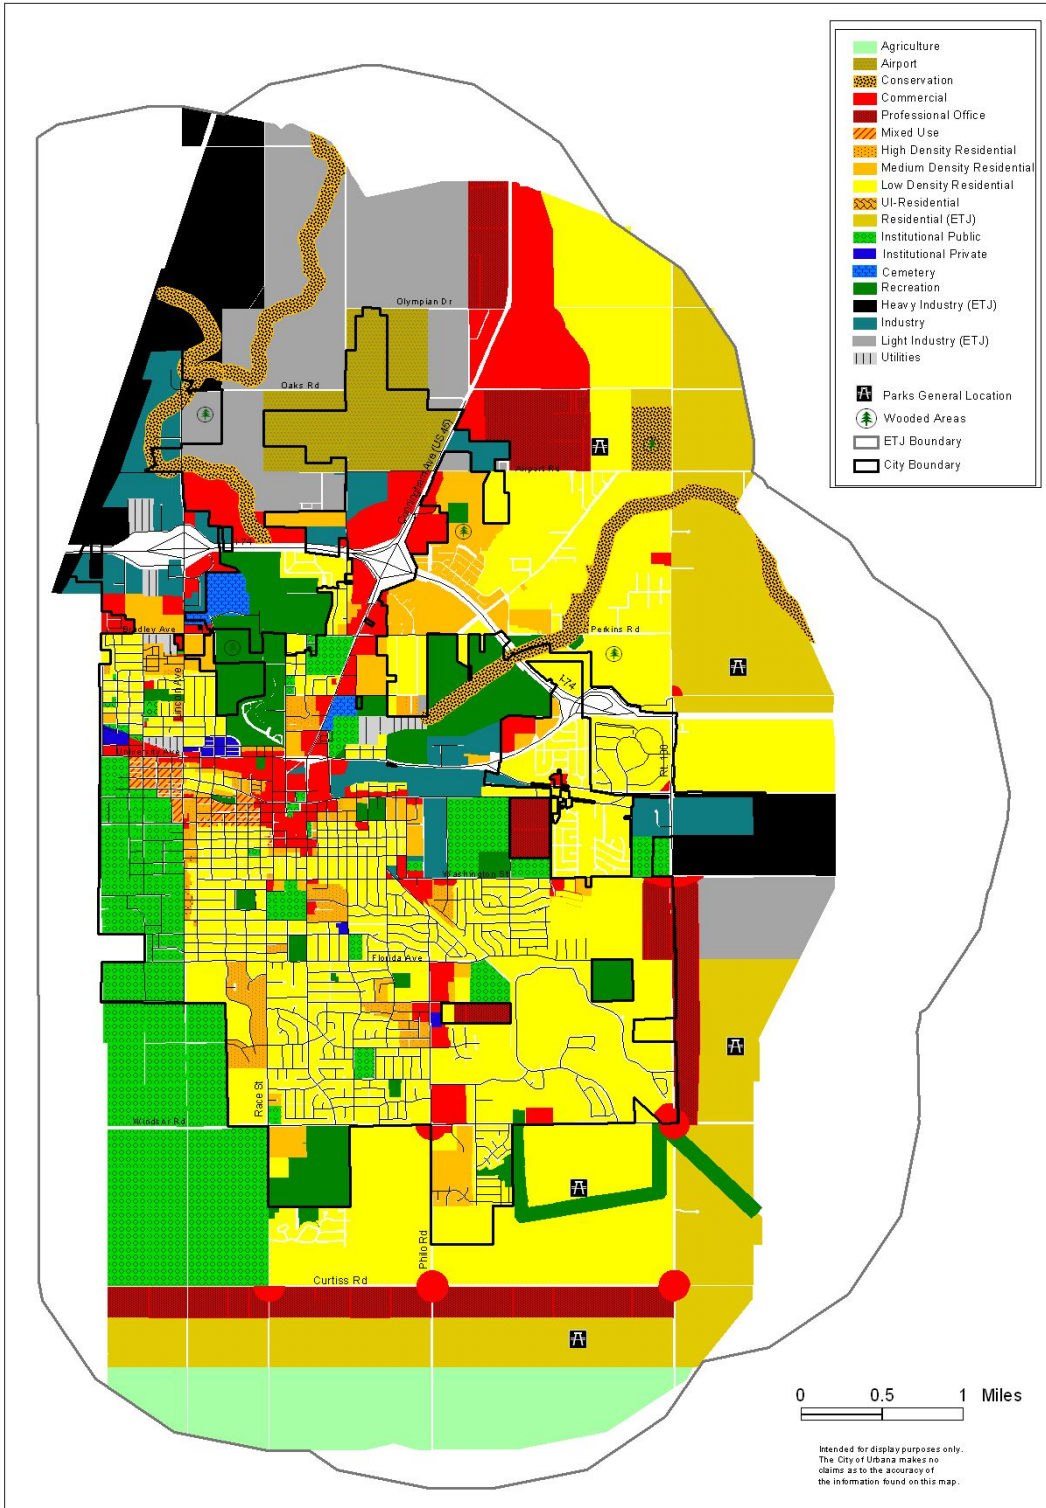 Agriculture
Airport
Conservation
Commercial
Professional Office
Mixed Use
High Density Residential
Medium Density Residential
Low Density Residential
UI-Residential
Residential (ETJ)
Institutional Public
Institutional Private
Cemetery
Recreation
Heavy Industry (ETJ)
Industry
Light Industry (ETJ)
Utilities
Parks General Location
Wooded Areas
ETJ Boundary
City Boundary
Olympian Dr
Oaks Rd
Cunningham Ave (US 45)
Airport Rd
I-74
Bradley Ave
Perkins Rd
Lincoln Ave
I-74
University Ave
Rt. 130
Washington St
Florida Ave
Race St
Windsor Rd
Philo Rd
Curtiss Rd
0 0.5 1 Miles
Intended for display purposes only.
The City of Urbana makes no
claims as to the accuracy of
the information found on this map.